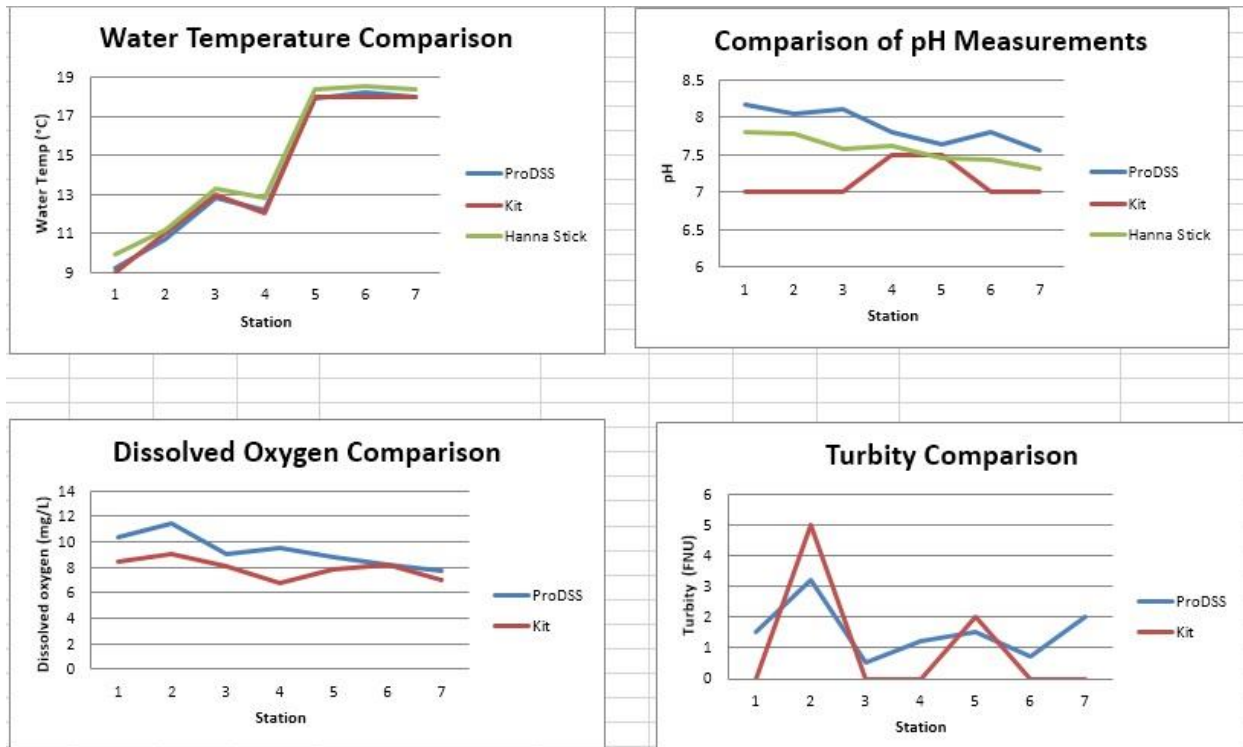 Water Temperature Comparison
19
17
15
13
11
9
Water Temp (°C)
1 2 3 4 5 6 7
Station
ProDSS
Kit
Hanna Stick
Comparison of pH Measurements
8.5
8
7.5
7
6.5
6
pH
1 2 3 4 5 6 7
Station
ProDSS
Kit
Hanna Stick
Dissolved Oxygen Comparison
14
12
10
8
6
4
2
0
Dissolved oxygen (mg/L)
1 2 3 4 5 6 7
Station
ProDSS
Kit
Turbity Comparison
6
5
4
3
2
1
0
Turbity (FNU)
1 2 3 4 5 6 7
Station
ProDSS
Kit